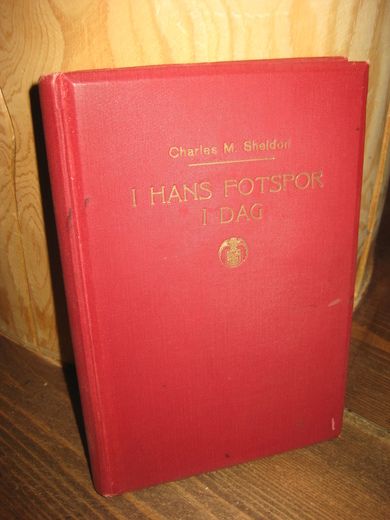 Charles M. Sheldon
I HANS FOTSPOR
I DAG